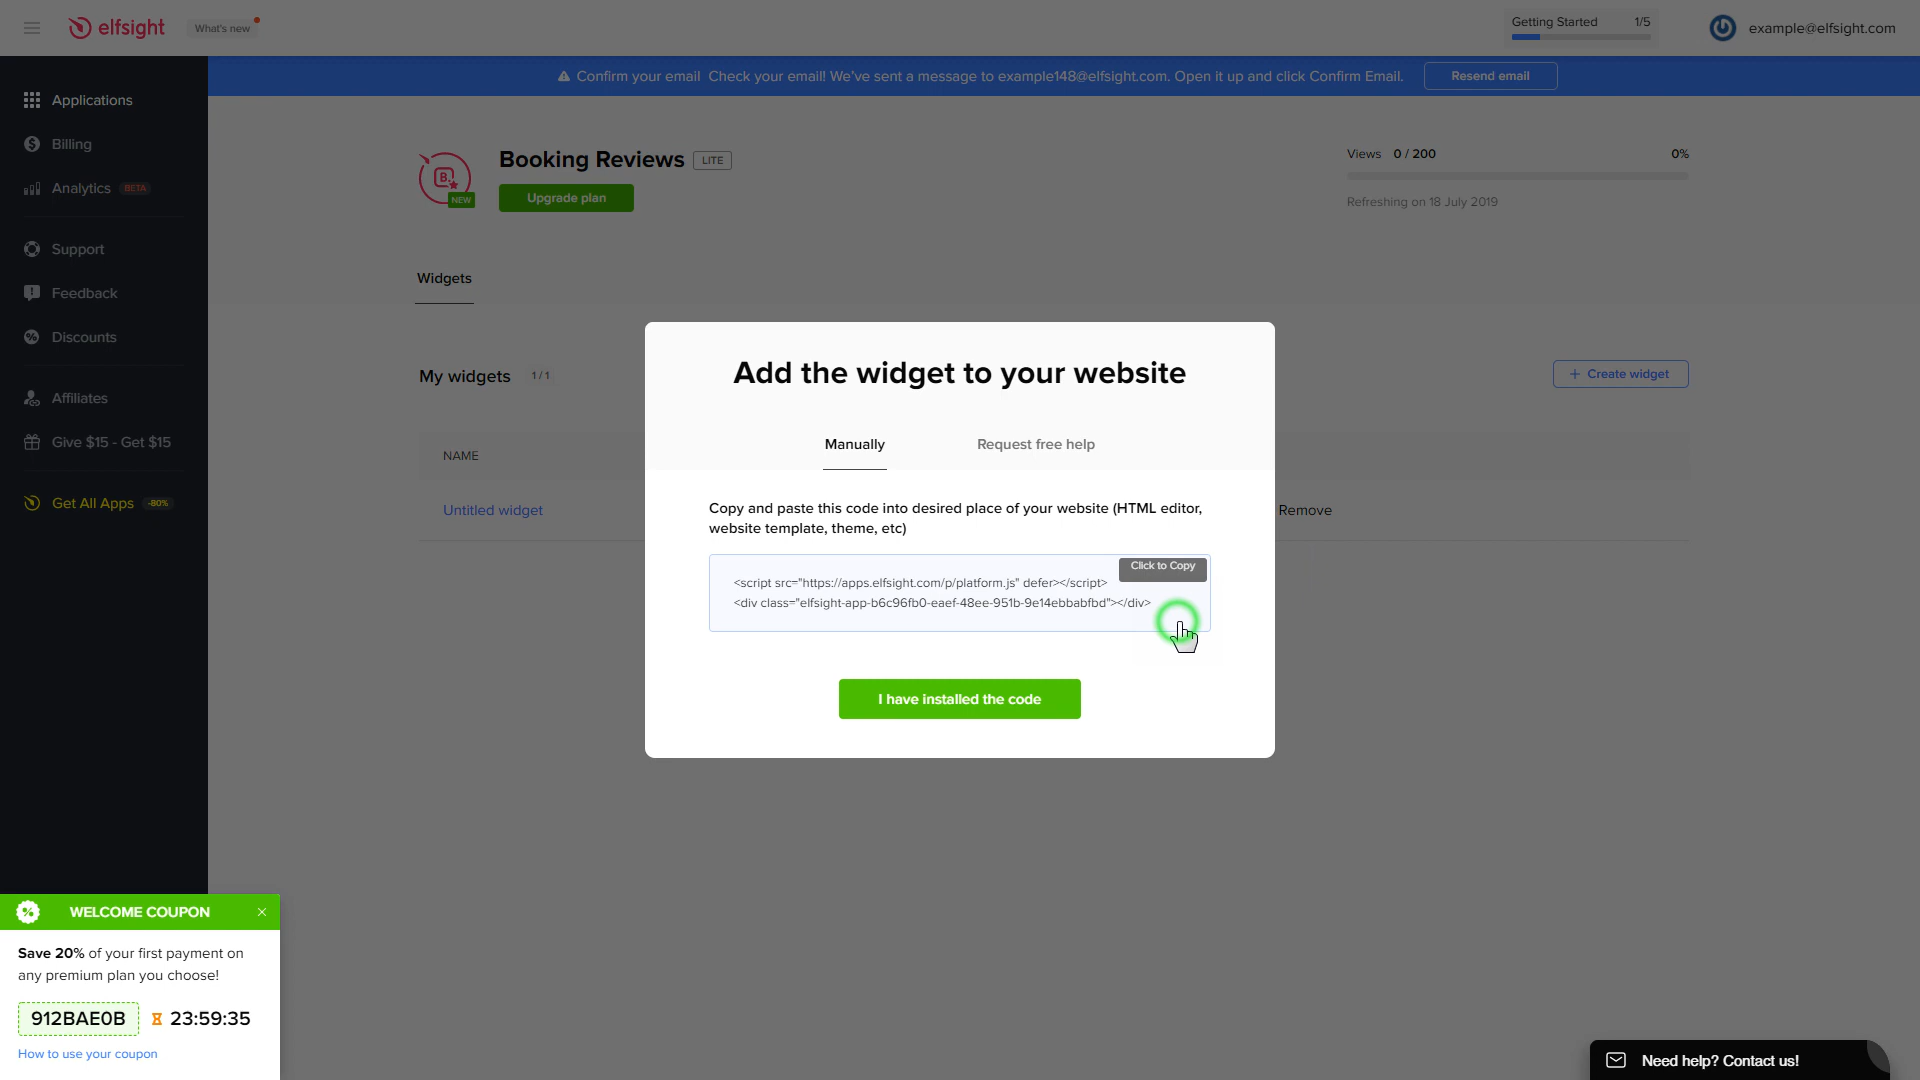 elfsight
What's new
Getting Started 1/5
example@elfsight.com
Confirm your email Check your email! We've sent a message to example148@elfsight.com. Open it up and click Confirm Email.
Resend email
Applications
Billing
Analytics BETA
Support
Feedback
Discounts
Affiliates
Give $15 - Get $15
Get All Apps -80%
B.
NEW
Booking Reviews LITE
Upgrade plan
Views 0 / 200 0%
Refreshing on 18 July 2019
Widgets
My widgets 1 / 1
+ Create widget
NAME
Untitled widget
Remove
Add the widget to your website
Manually
Request free help
Copy and paste this code into desired place of your website (HTML editor,
website template, theme, etc)
Click to Copy
<script src="https://apps.elfsight.com/p/platform.js" defer></script>
<div class="elfsight-app-b6c96fb0-eaef-48ee-951b-9e14ebbabfbd"></div>
I have installed the code
WELCOME COUPON
Save 20% of your first payment on
any premium plan you choose!
912BAE0B 23:59:35
How to use your coupon
Need help? Contact us!